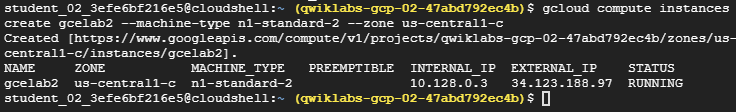 student_02_3efe6bf216e5@cloudshell:~ (qwiklabs-gcp-02-47abd792ec4b)$ gcloud compute instances
create gcelab2 --machine-type n1-standard-2 --zone us-central1-c
Created [https://www.googleapis.com/compute/v1/projects/qwiklabs-gcp-02-47abd792ec4b/zones/us-
central1-c/instances/gcelab2].
NAME     ZONE           MACHINE_TYPE   PREEMPTIBLE  INTERNAL_IP  EXTERNAL_IP    STATUS
gcelab2  us-central1-c  n1-standard-2               10.128.0.3   34.123.188.97  RUNNING
student_02_3efe6bf216e5@cloudshell:~ (qwiklabs-gcp-02-47abd792ec4b)$